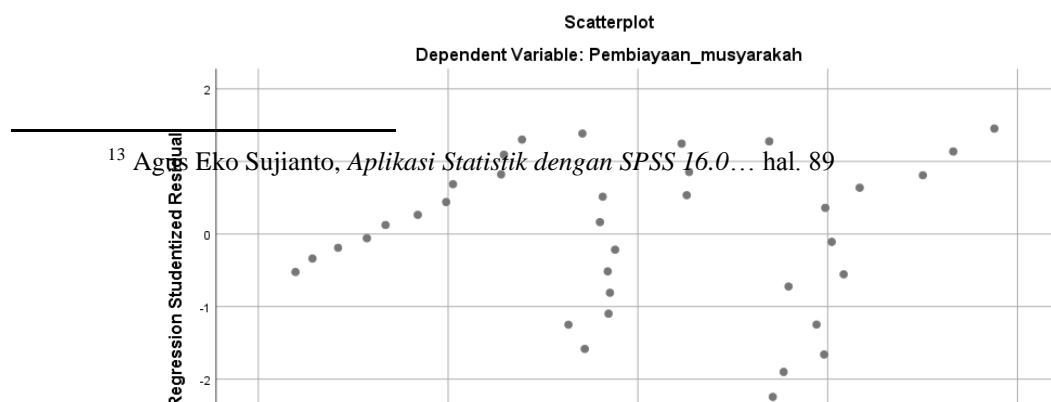 Scatterplot
Dependent Variable: Pembiayaan_musyarakah
2
13 Agus Eko Sujianto, Aplikasi Statistik dengan SPSS 16.0… hal. 89
Regression Studentized Residual
0
-1
-2